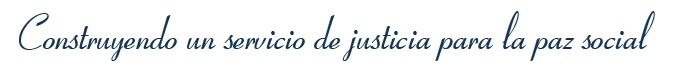 Construyendo un servicio de justicia para la paz social